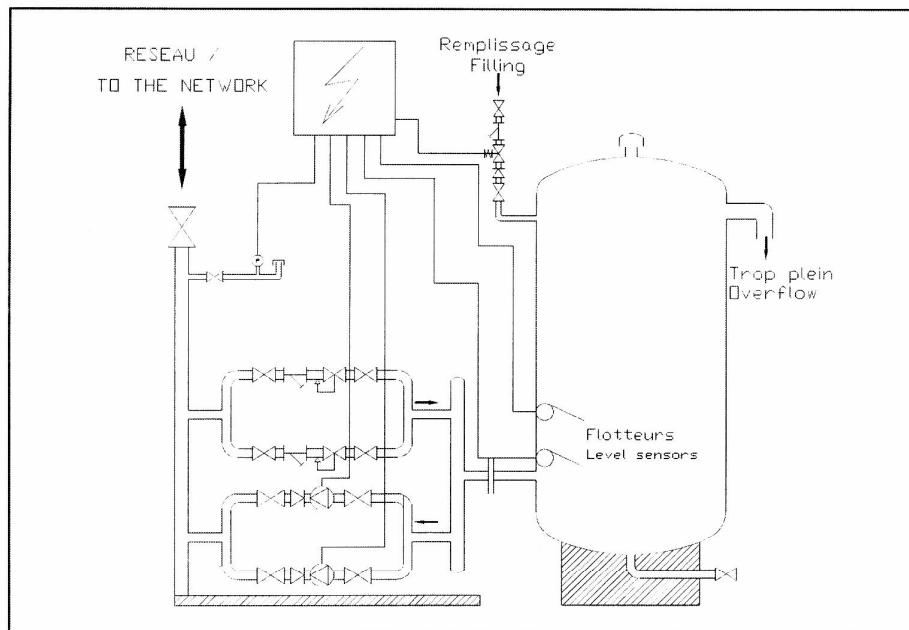 RESEAU /
TO THE NETWORK
Remplissage
Filling
Trop plein
Overflow
Flotteurs
Level sensors